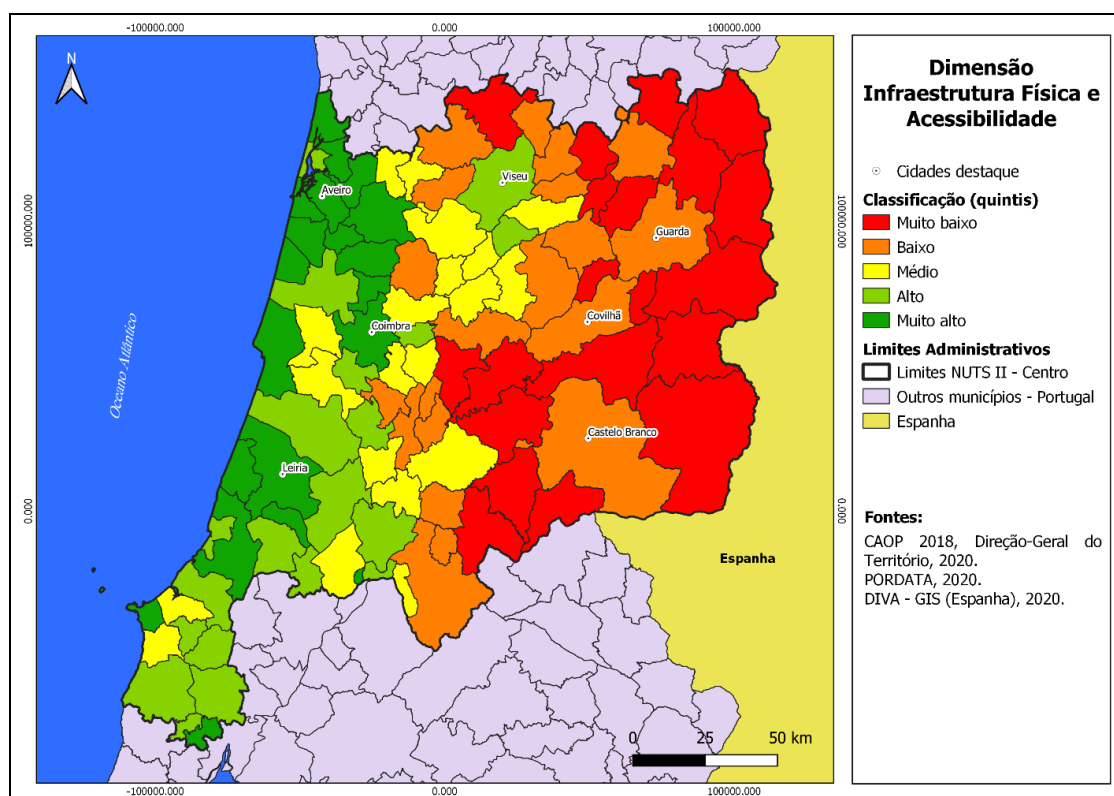 -100000.000
0.000
100000.000
N
100000.000
100000.000
Aveiro
Viseu
Guarda
Coimbra
Covilhã
Oceano Atlântico
Castelo Branco
Leiria
0.000
0.000
Espanha
0
25
50 km
-100000.000
0.000
100000.000
Dimensão
Infraestrutura Física e
Acessibilidade
Cidades destaque
Classificação (quintis)
Muito baixo
Baixo
Médio
Alto
Muito alto
Limites Administrativos
Limites NUTS II - Centro
Outros municípios - Portugal
Espanha
Fontes:
CAOP 2018, Direção-Geral do
Território, 2020.
PORDATA, 2020.
DIVA - GIS (Espanha), 2020.